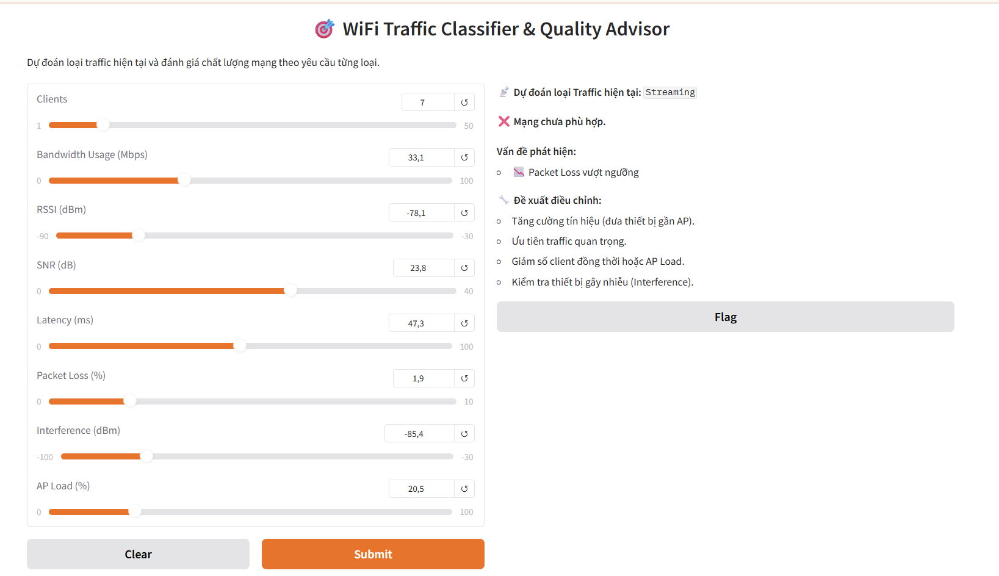 🎯 WiFi Traffic Classifier & Quality Advisor
Dự đoán loại traffic hiện tại và đánh giá chất lượng mạng theo yêu cầu từng loại.
Clients
7 ↺
1 50
Bandwidth Usage (Mbps)
33,1 ↺
0 100
RSSI (dBm)
-78,1 ↺
-90 -30
SNR (dB)
23,8 ↺
0 40
Latency (ms)
47,3 ↺
0 100
Packet Loss (%)
1,9 ↺
0 10
Interference (dBm)
-85,4 ↺
-100 -30
AP Load (%)
20,5 ↺
0 100
Clear
Submit
📡 Dự đoán loại Traffic hiện tại: Streaming
❌ Mạng chưa phù hợp.
Vấn đề phát hiện:
📉 Packet Loss vượt ngưỡng
🔧 Đề xuất điều chỉnh:
Tăng cường tín hiệu (đưa thiết bị gần AP).
Ưu tiên traffic quan trọng.
Giảm số client đồng thời hoặc AP Load.
Kiểm tra thiết bị gây nhiễu (Interference).
Flag